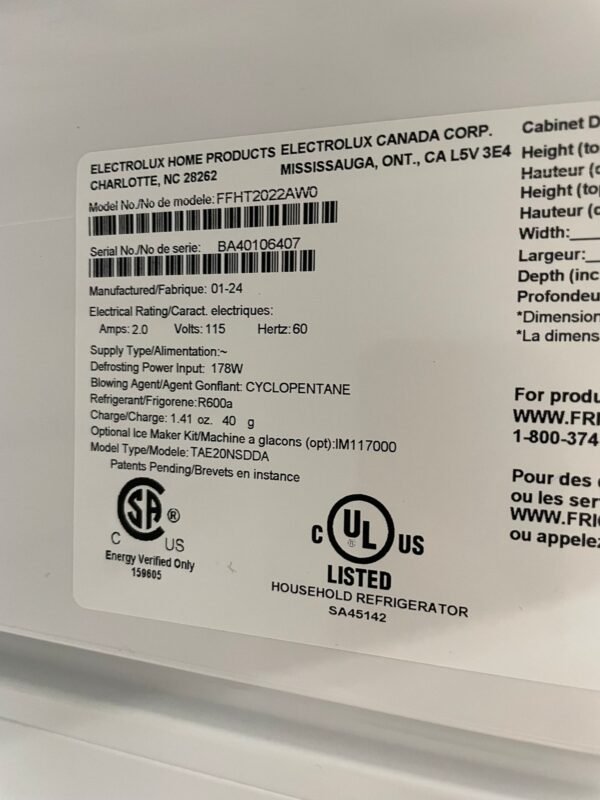 ELECTROLUX HOME PRODUCTS ELECTROLUX CANADA CORP.
CHARLOTTE, NC 28262 MISSISSAUGA, ONT., CA L5V 3E4
Model No./No de modele: FFHT2022AW0
Serial No./No de serie: BA40106407
Manufactured/Fabrique: 01-24
Electrical Rating/Caract. electriques:
Amps: 2.0 Volts: 115 Hertz: 60
Supply Type/Alimentation:~
Defrosting Power Input: 178W
Blowing Agent/Agent Gonflant: CYCLOPENTANE
Refrigerant/Frigorene: R600a
Charge/Charge: 1.41 oz. 40 g
Optional Ice Maker Kit/Machine a glacons (opt):IM117000
Model Type/Modele: TAE20NSDDA
Patents Pending/Brevets en instance
SA ®
C US
Energy Verified Only
159605
C UL US
LISTED
HOUSEHOLD REFRIGERATOR
SA45142
Cabinet D
Height (to
Hauteur (
Height (to
Hauteur (
Width:__
Largeur:_
Depth (inc
Profondeu
*Dimension
*La dimens
For produ
WWW.FRI
1-800-374
Pour des
ou les ser
WWW.FRI
ou appelez